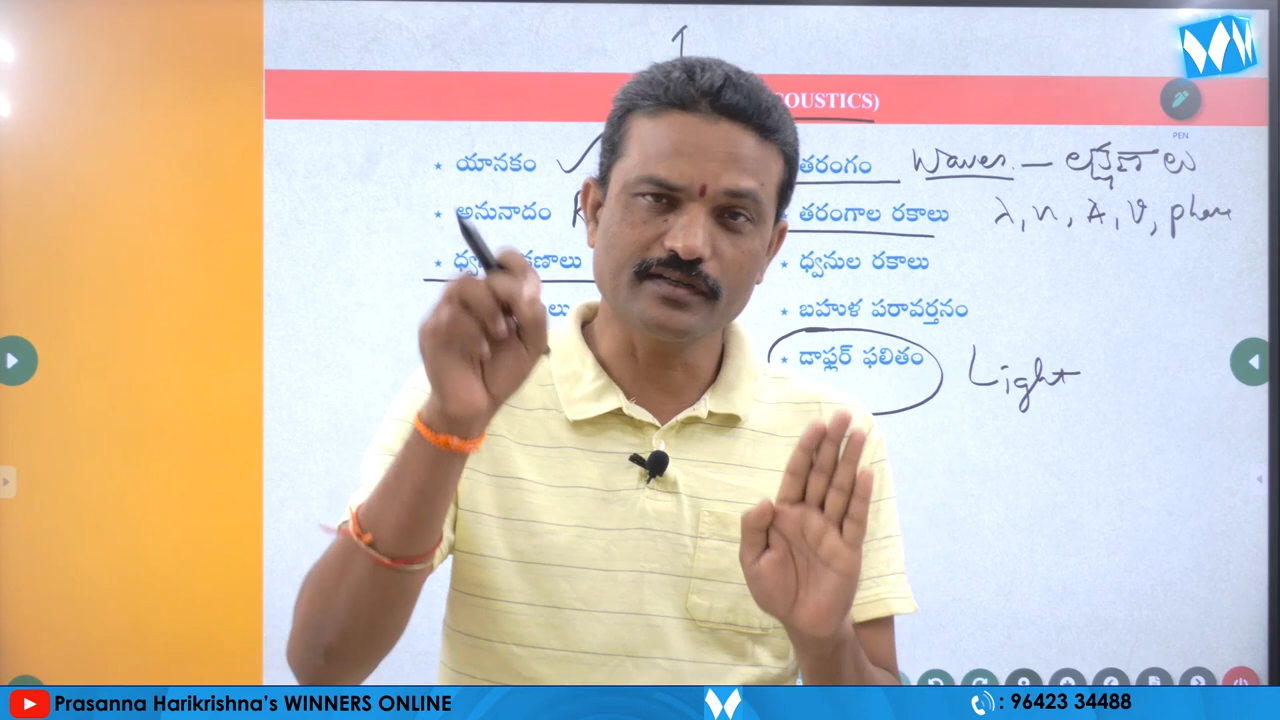 COUSTICS)
PEN
★ యానకం ✓ తరంగం Waves. — లక్షణాలు
★ అనునాదం ★ తరంగాల రకాలు λ, n, A, ϑ, phase
★ ★ ధ్వనుల రకాలు
★ బహుళ పరావర్తనం
★ డాప్లర్ ఫలితం Light
Prasanna Harikrishna's WINNERS ONLINE : 96423 34488